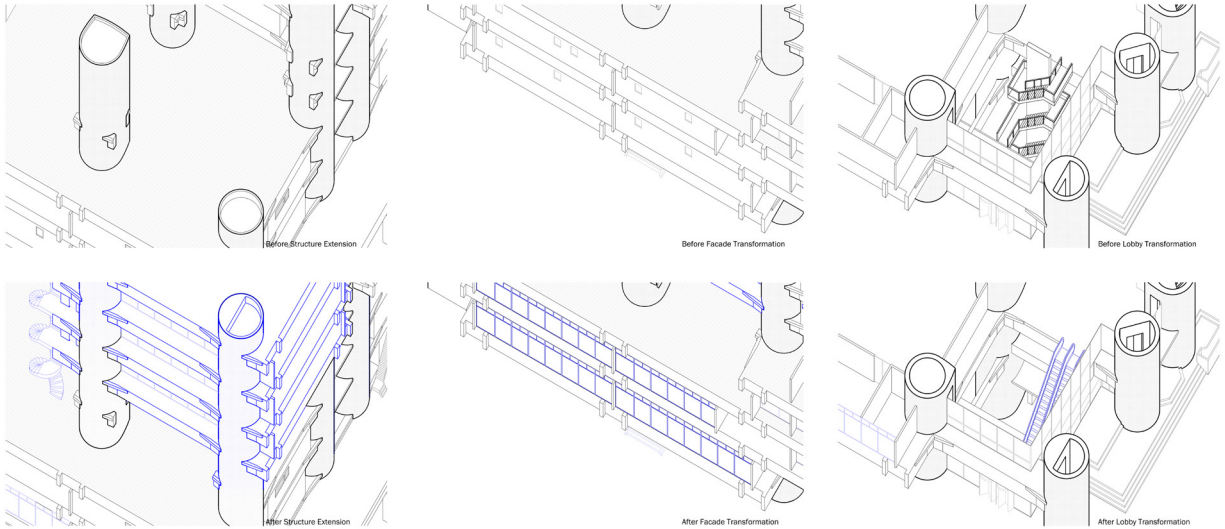 Before Structure Extension
Before Facade Transformation
Before Lobby Transformation
After Structure Extension
After Facade Transformation
After Lobby Transformation